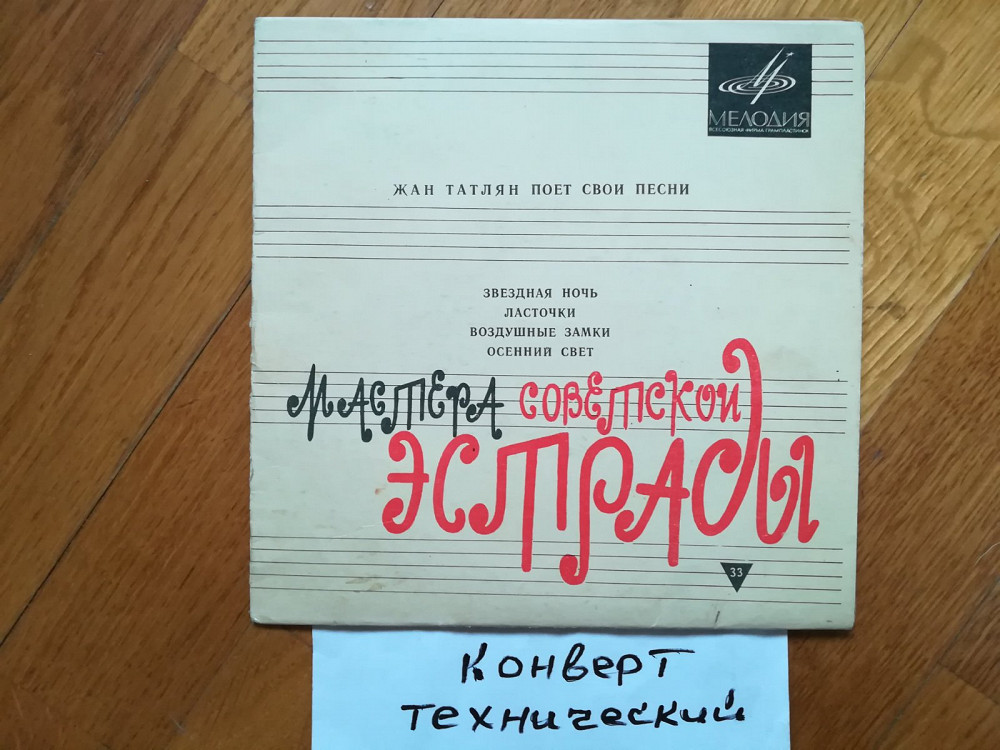 МЕЛОДИЯ
ВСЕСОЮЗНАЯ ФИРМА ГРАМПЛАСТИНОК
ЖАН ТАТЛЯН ПОЕТ СВОИ ПЕСНИ
ЗВЕЗДНАЯ НОЧЬ
ЛАСТОЧКИ
ВОЗДУШНЫЕ ЗАМКИ
ОСЕННИЙ СВЕТ
МАСТЕРА СОВЕТСКОЙ
ЭСТРАДЫ
33
Конверт
технический